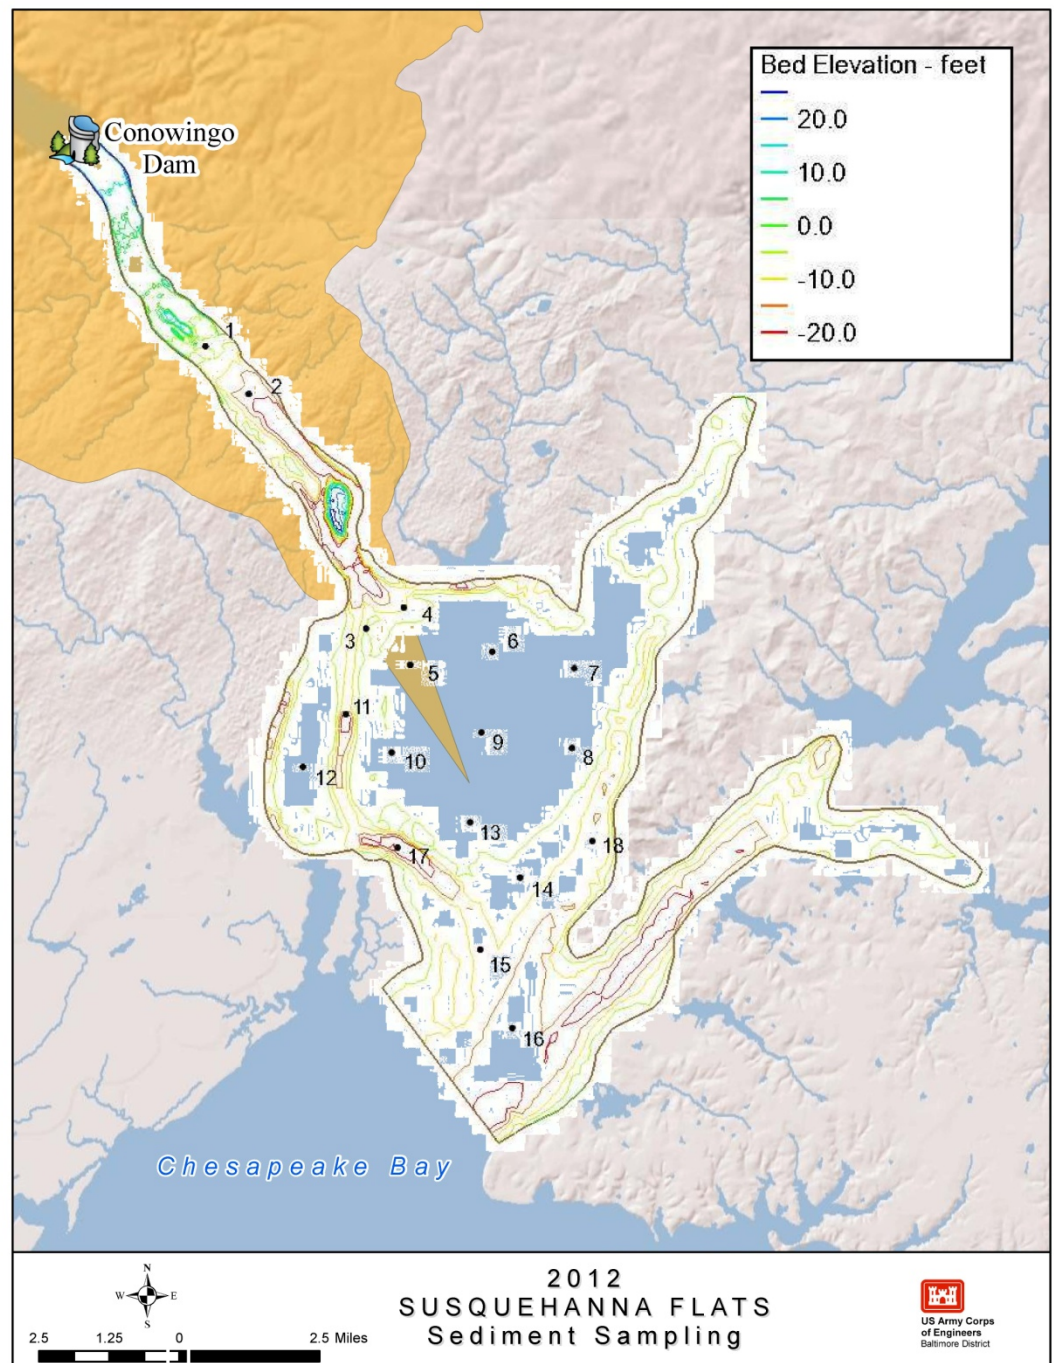 Bed Elevation - feet
20.0
10.0
0.0
-10.0
-20.0
Conowingo
Dam
1
2
3
4
5
6
7
8
9
10
11
12
13
14
15
16
17
18
Chesapeake Bay
N
W E
S
2.5 1.25 0 2.5 Miles
2012
SUSQUEHANNA FLATS
Sediment Sampling
US Army Corps
of Engineers
Baltimore District